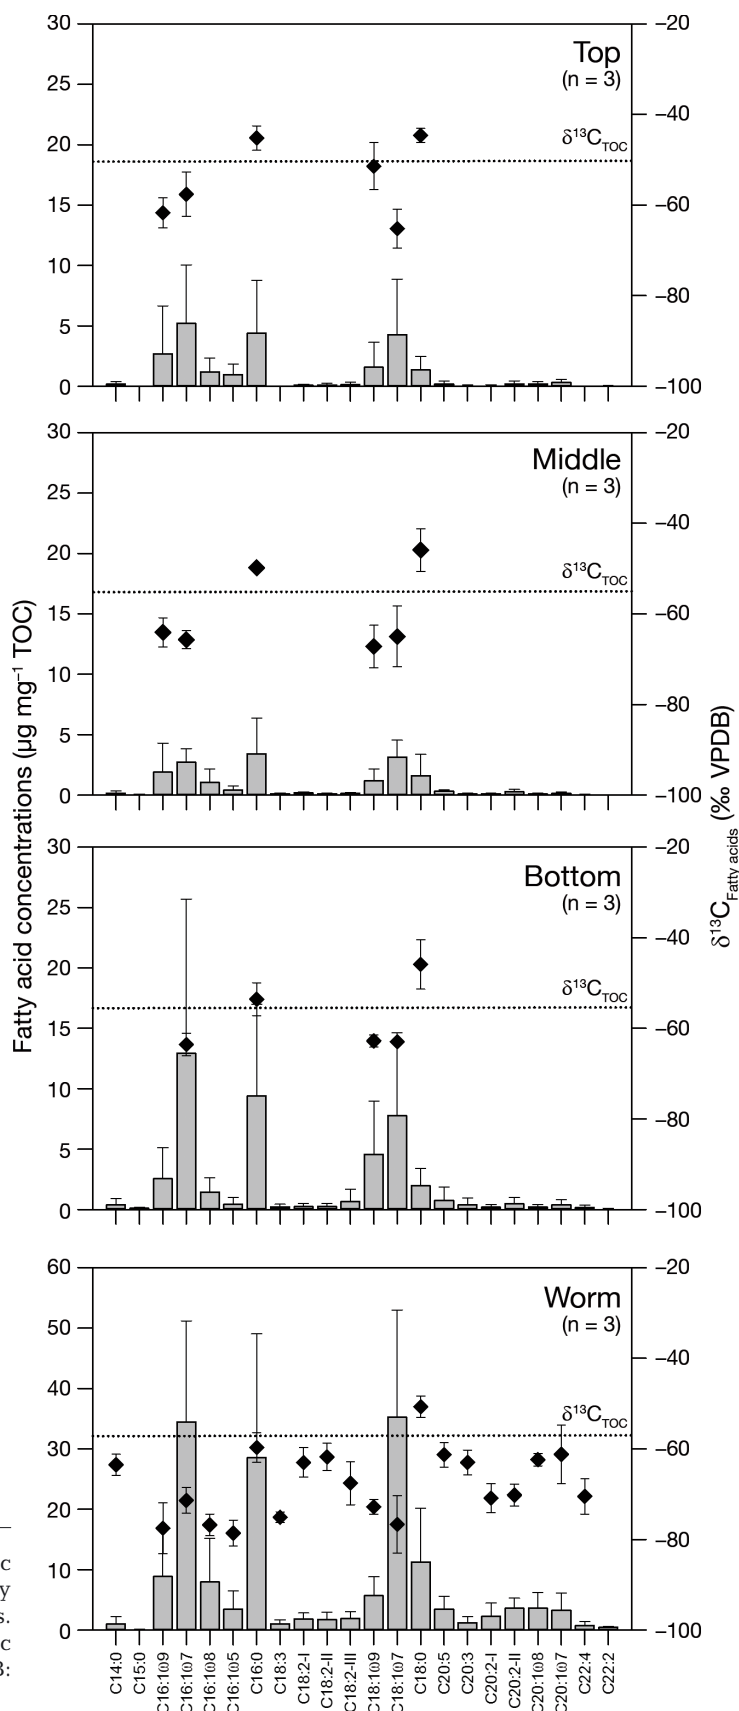 Fatty acid concentrations (µg mg–1 TOC)
δ13CFatty acids (‰ VPDB)
30
25
20
15
10
5
0
Top
(n = 3)
δ13CTOC
–20
–40
–60
–80
–100
30
25
20
15
10
5
0
Middle
(n = 3)
δ13CTOC
–20
–40
–60
–80
–100
30
25
20
15
10
5
0
Bottom
(n = 3)
δ13CTOC
–20
–40
–60
–80
–100
60
50
40
30
20
10
0
Worm
(n = 3)
δ13CTOC
–20
–40
–60
–80
–100
C14:0
C15:0
C16:1ω9
C16:1ω7
C16:1ω8
C16:1ω5
C16:0
C18:3
C18:2-I
C18:2-II
C18:2-III
C18:1ω9
C18:1ω7
C18:0
C20:5
C20:3
C20:2-I
C20:2-II
C20:1ω8
C20:1ω7
C22:4
C22:2
c
y
s.
c
3: